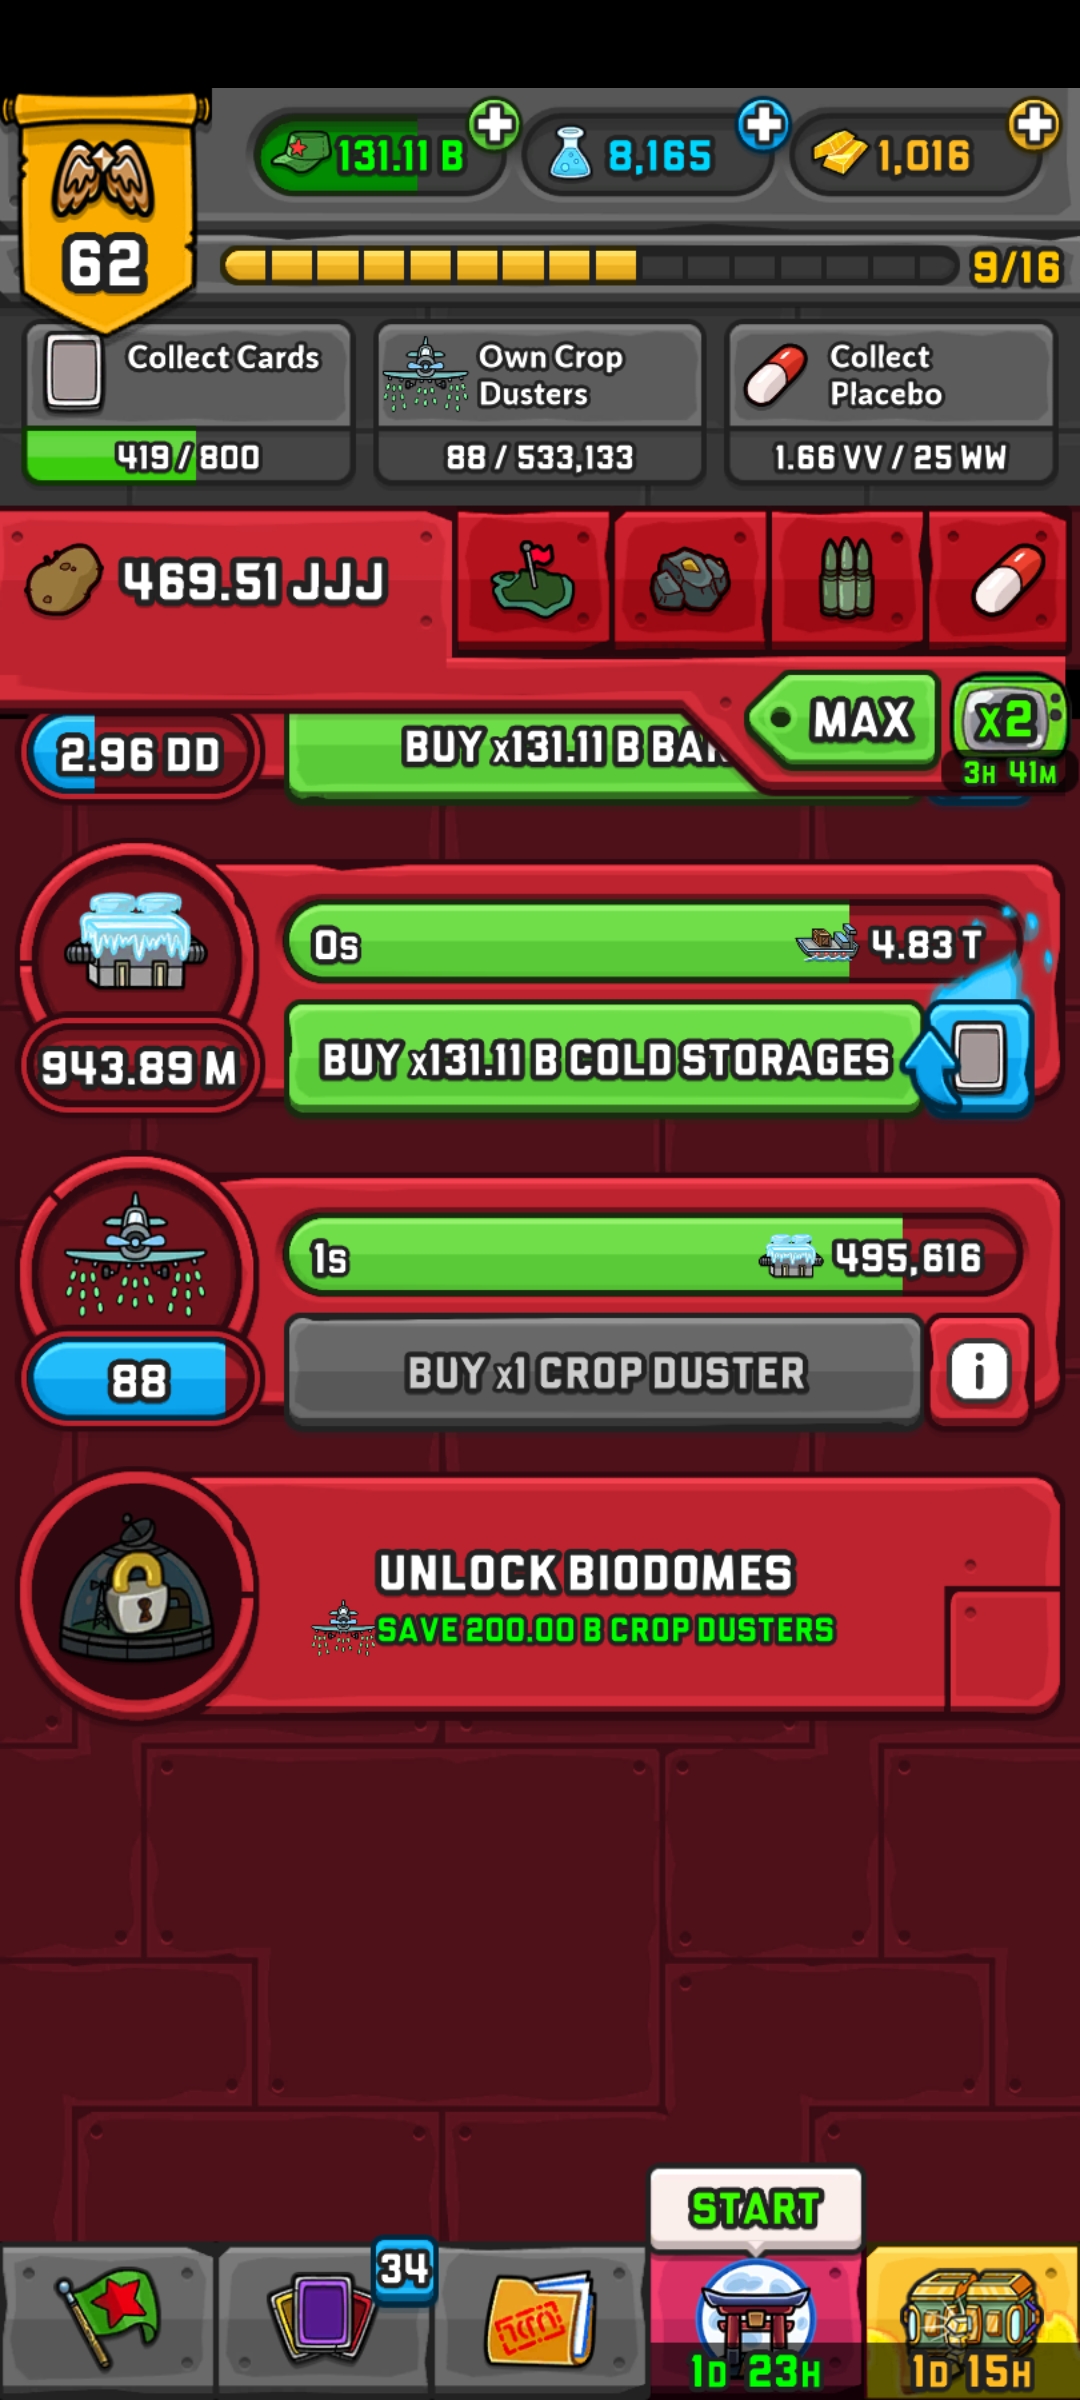 131.11 B
8,165
1,016
62
9/16
Collect Cards
419 / 800
Own Crop
Dusters
88 / 533,133
Collect
Placebo
1.66 VV / 25 WW
469.51 JJJ
MAX
x2
3H 41M
2.96 DD
BUY x131.11 B
0s
4.83 T
943.89 M
BUY x131.11 B COLD STORAGES
1s
495,616
88
BUY x1 CROP DUSTER
i
UNLOCK BIODOMES
SAVE 200.00 B CROP DUSTERS
START
34
1D 23H
1D 15H